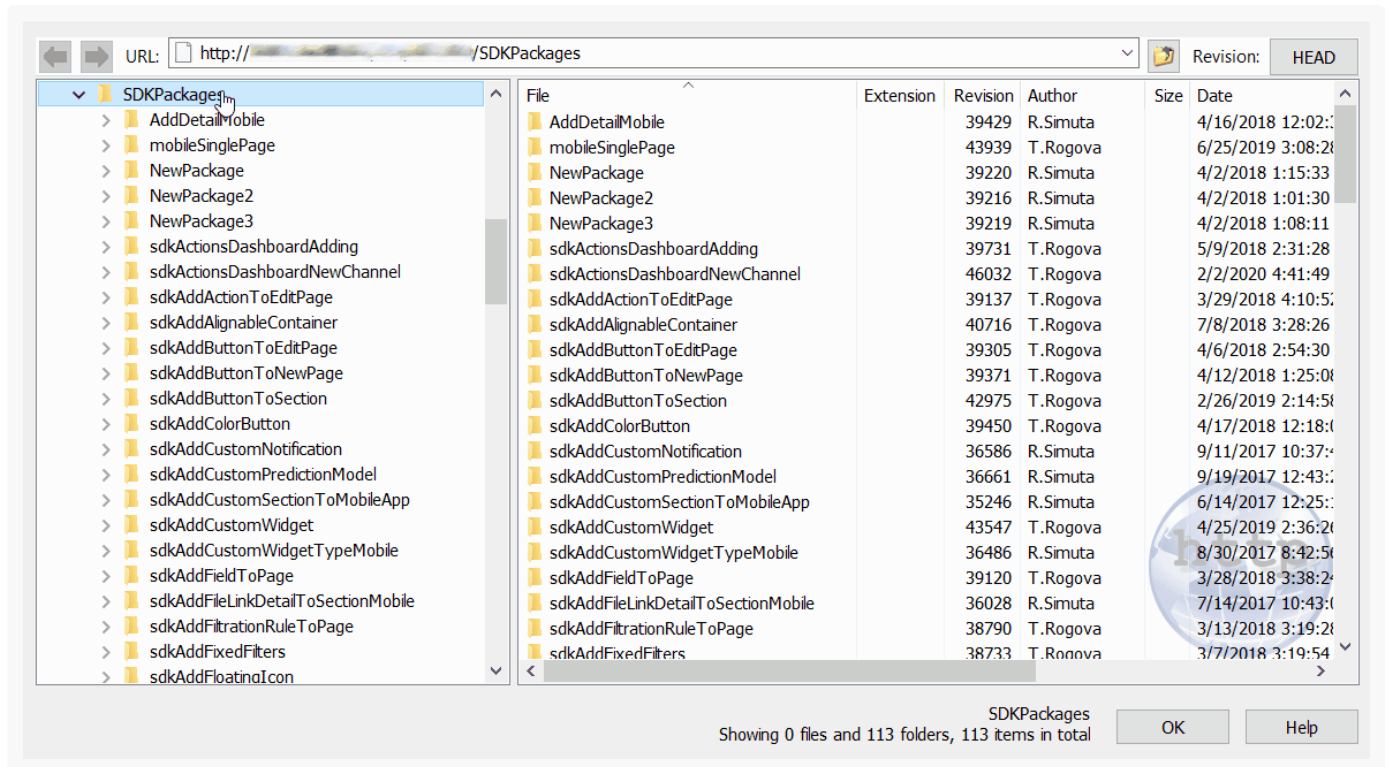 URL: http:// /SDKPackages Revision: HEAD
SDKPackages
AddDetailMobile
mobileSinglePage
NewPackage
NewPackage2
NewPackage3
sdkActionsDashboardAdding
sdkActionsDashboardNewChannel
sdkAddActionToEditPage
sdkAddAlignableContainer
sdkAddButtonToEditPage
sdkAddButtonToNewPage
sdkAddButtonToSection
sdkAddColorButton
sdkAddCustomNotification
sdkAddCustomPredictionModel
sdkAddCustomSectionToMobileApp
sdkAddCustomWidget
sdkAddCustomWidgetTypeMobile
sdkAddFieldToPage
sdkAddFileLinkDetailToSectionMobile
sdkAddFiltrationRuleToPage
sdkAddFixedFilters
sdkAddFloatingIcon
File Extension Revision Author Size Date
AddDetailMobile 39429 R.Simuta 4/16/2018 12:02:
mobileSinglePage 43939 T.Rogova 6/25/2019 3:08:28
NewPackage 39220 R.Simuta 4/2/2018 1:15:33
NewPackage2 39216 R.Simuta 4/2/2018 1:01:30
NewPackage3 39219 R.Simuta 4/2/2018 1:08:11
sdkActionsDashboardAdding 39731 T.Rogova 5/9/2018 2:31:28
sdkActionsDashboardNewChannel 46032 T.Rogova 2/2/2020 4:41:49
sdkAddActionToEditPage 39137 T.Rogova 3/29/2018 4:10:52
sdkAddAlignableContainer 40716 T.Rogova 7/8/2018 3:28:26
sdkAddButtonToEditPage 39305 T.Rogova 4/6/2018 2:54:30
sdkAddButtonToNewPage 39371 T.Rogova 4/12/2018 1:25:08
sdkAddButtonToSection 42975 T.Rogova 2/26/2019 2:14:58
sdkAddColorButton 39450 T.Rogova 4/17/2018 12:18:
sdkAddCustomNotification 36586 R.Simuta 9/11/2017 10:37:
sdkAddCustomPredictionModel 36661 R.Simuta 9/19/2017 12:43:
sdkAddCustomSectionToMobileApp 35246 R.Simuta 6/14/2017 12:25:
sdkAddCustomWidget 43547 T.Rogova 4/25/2019 2:36:26
sdkAddCustomWidgetTypeMobile 36486 R.Simuta 8/30/2017 8:42:56
sdkAddFieldToPage 39120 T.Rogova 3/28/2018 3:38:24
sdkAddFileLinkDetailToSectionMobile 36028 R.Simuta 7/14/2017 10:43:
sdkAddFiltrationRuleToPage 38790 T.Rogova 3/13/2018 3:19:28
sdkAddFixedFilters 38733 T.Rogova 3/7/2018 3:19:54
http
SDKPackages
Showing 0 files and 113 folders, 113 items in total
OK Help